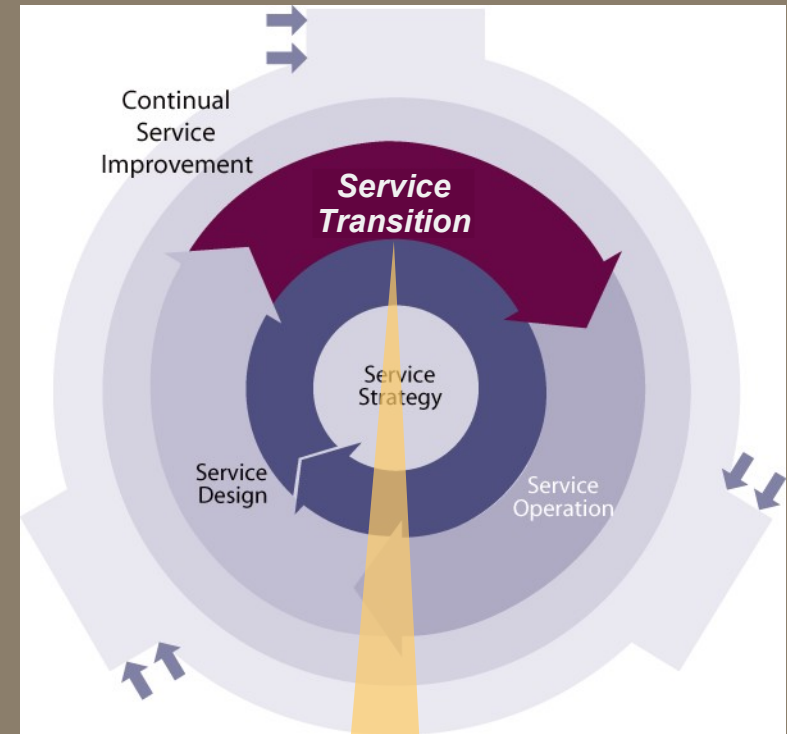 Continual
Service
Improvement
Service
Transition
Service
Strategy
Service
Design
Service
Operation